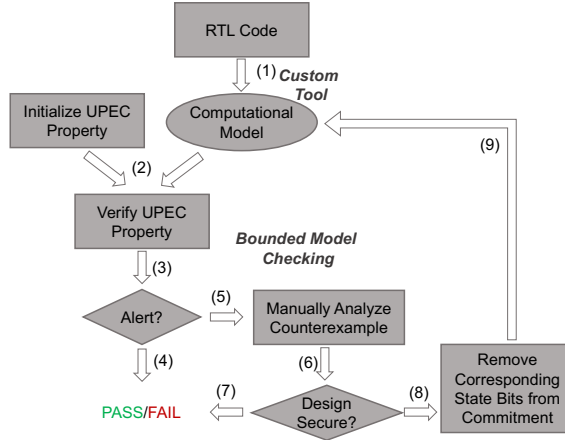 RTL Code
(1)
Custom
Tool
Initialize UPEC
Property
Computational
Model
(9)
(2)
Verify UPEC
Property
Bounded Model
Checking
(3)
Alert?
(5)
Manually Analyze
Counterexample
(4)
(6)
Remove
Corresponding
State Bits from
Commitment
PASS/FAIL
(7)
Design
Secure?
(8)